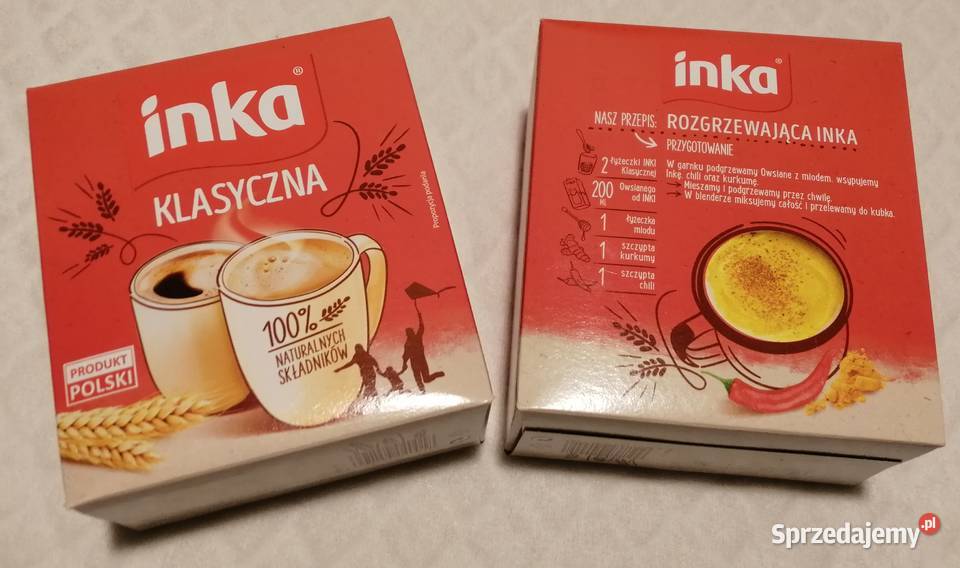 inka®
KLASYCZNA
Propozycja podania
100%
NATURALNYCH
SKŁADNIKÓW
PRODUKT
POLSKI
inka®
NASZ PRZEPIS: ROZGRZEWAJĄCA INKA
PRZYGOTOWANIE
2 łyżeczki INKI
Klasycznej
200 ml Owsianego
od INKI
1 łyżeczka
miodu
1 szczypta
kurkumy
1 szczypta
chili
W garnku podgrzewamy Owsiane z miodem. wsypujemy
Inkę, chili oraz kurkumę.
Mieszamy i podgrzewamy przez chwilę.
W blenderze miksujemy całość i przelewamy do kubka.
Sprzedajemy.pl